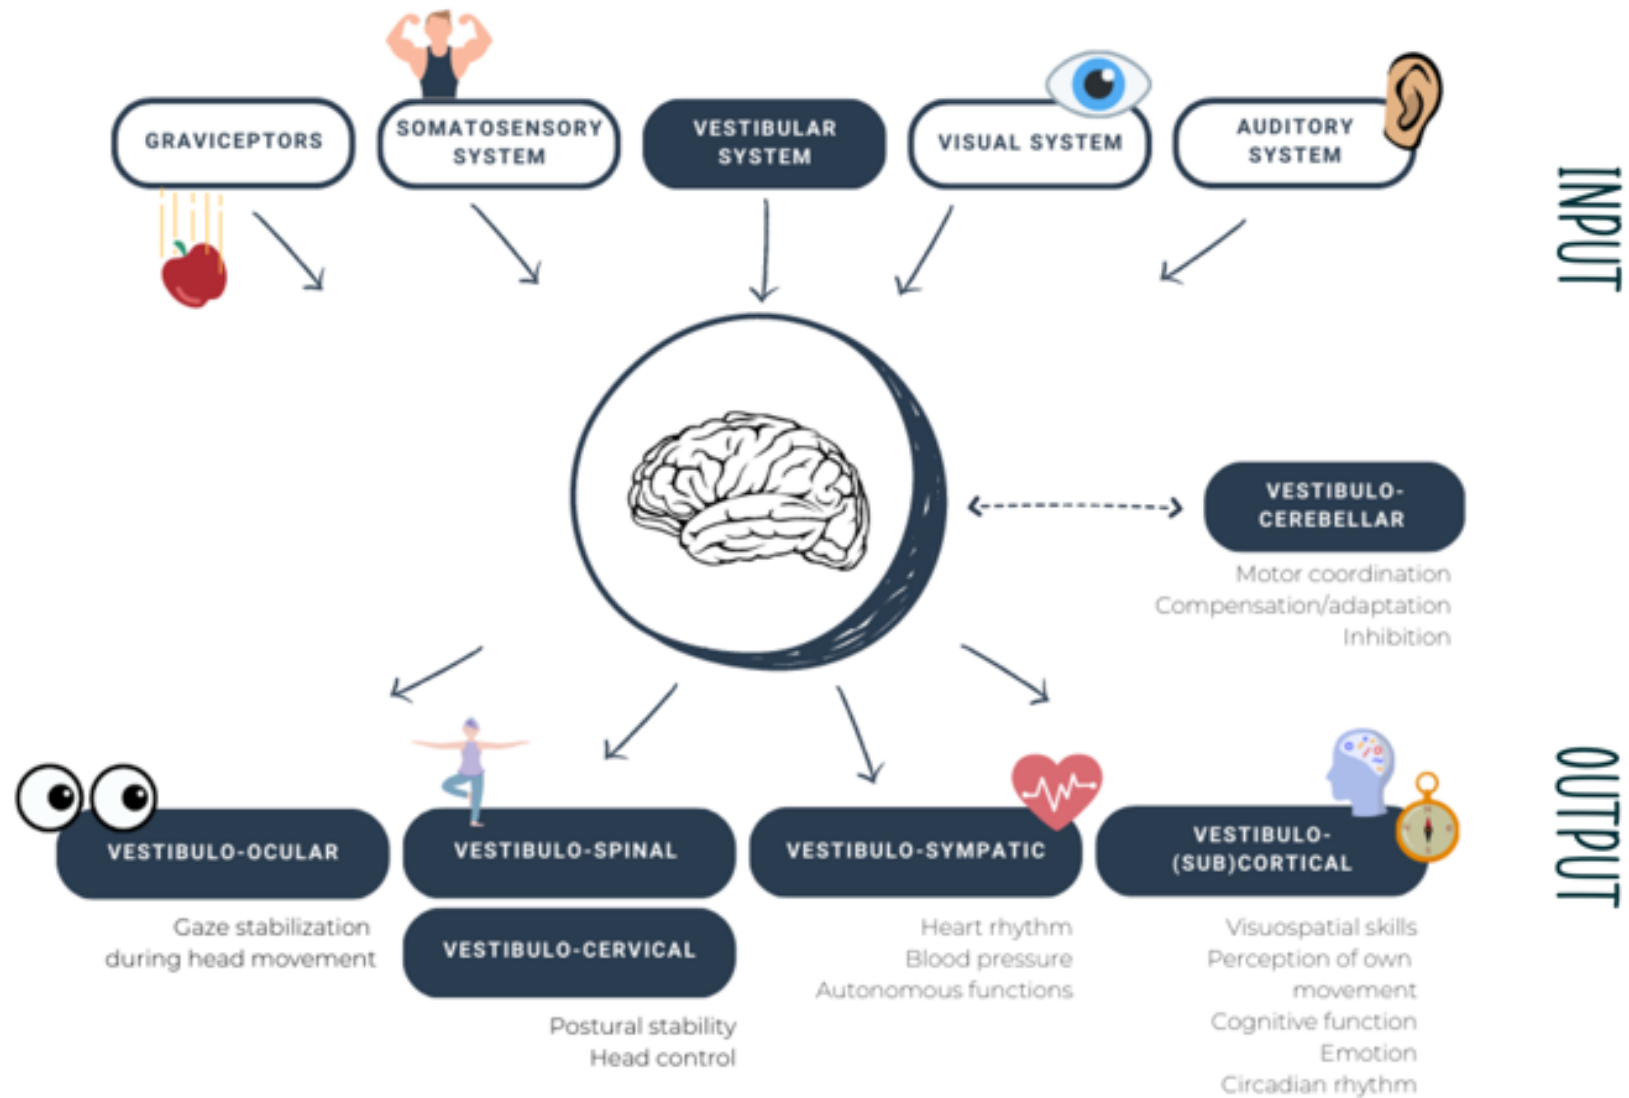 GRAVICEPTORS
SOMATOSENSORY
SYSTEM
VESTIBULAR
SYSTEM
VISUAL SYSTEM
AUDITORY
SYSTEM
INPUT
VESTIBULO-
CEREBELLAR
Motor coordination
Compensation/adaptation
Inhibition
OUTPUT
VESTIBULO-OCULAR
Gaze stabilization
during head movement
VESTIBULO-SPINAL
VESTIBULO-CERVICAL
Postural stability
Head control
VESTIBULO-SYMPATIC
Heart rhythm
Blood pressure
Autonomous functions
VESTIBULO-
(SUB)CORTICAL
Visuospatial skills
Perception of own
movement
Cognitive function
Emotion
Circadian rhythm